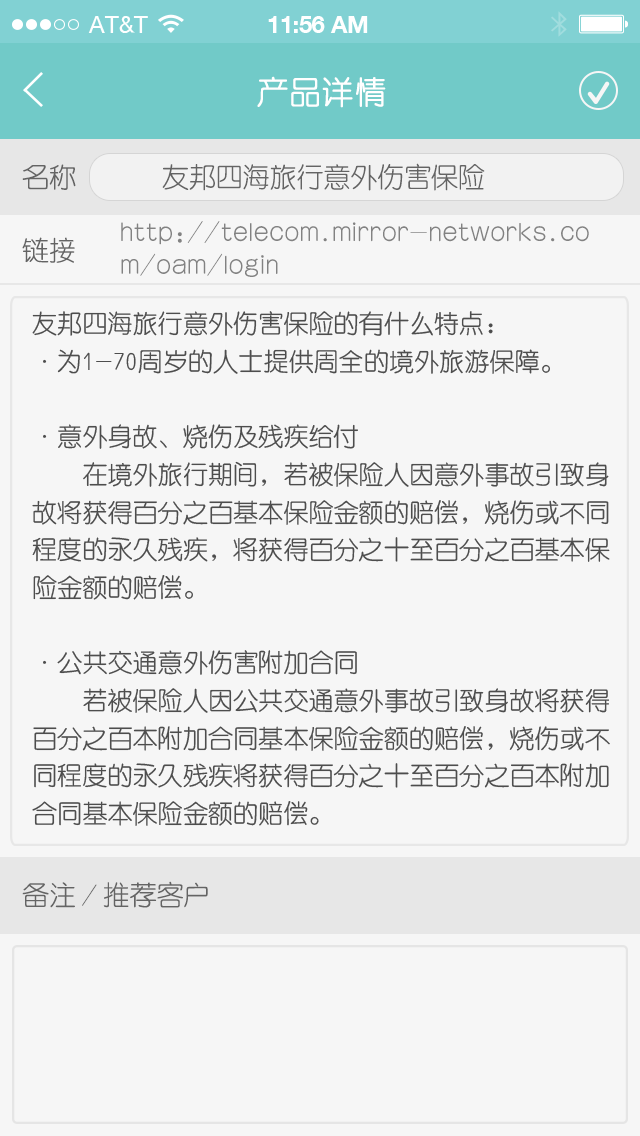 AT&T 11:56 AM
产品详情
名称 友邦四海旅行意外伤害保险
链接 http://telecom.mirror-networks.co
m/oam/login
友邦四海旅行意外伤害保险的有什么特点：
·为1-70周岁的人士提供周全的境外旅游保障。
·意外身故、烧伤及残疾给付
在境外旅行期间，若被保险人因意外事故引致身
故将获得百分之百基本保险金额的赔偿，烧伤或不同
程度的永久残疾，将获得百分之十至百分之百基本保
险金额的赔偿。
·公共交通意外伤害附加合同
若被保险人因公共交通意外事故引致身故将获得
百分之百本附加合同基本保险金额的赔偿，烧伤或不
同程度的永久残疾将获得百分之十至百分之百本附加
合同基本保险金额的赔偿。
备注 / 推荐客户